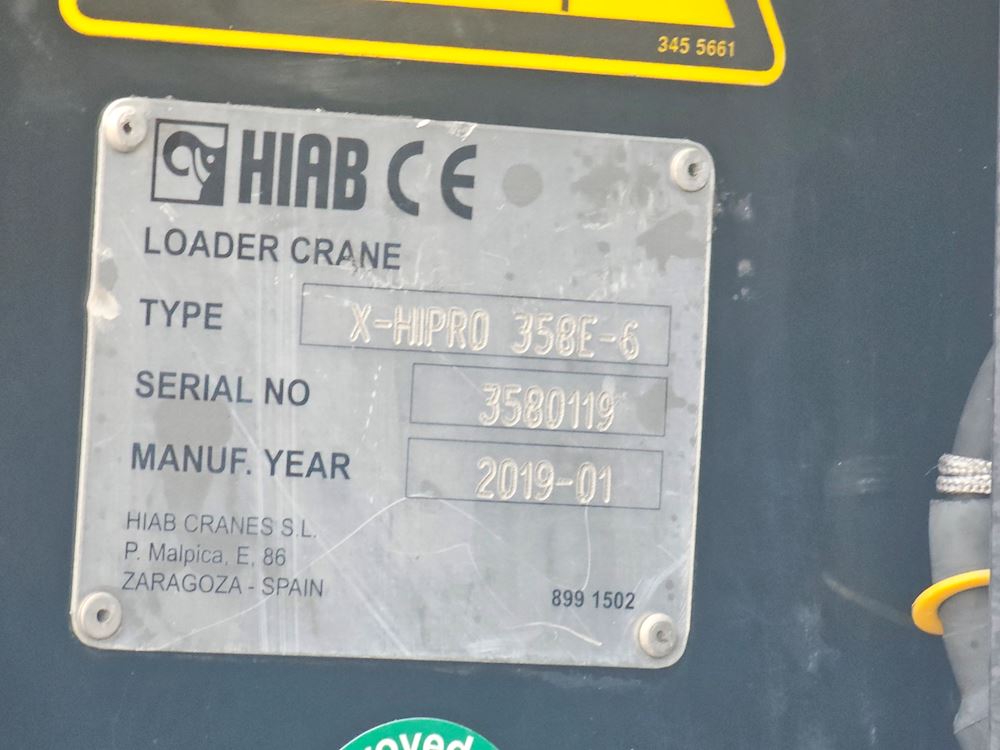 345 5661
HIAB CE
LOADER CRANE
TYPE X-HIPRO 358E-6
SERIAL NO 3580119
MANUF. YEAR 2019-01
HIAB CRANES S.L.
P. Malpica, E, 86
ZARAGOZA - SPAIN
899 1502